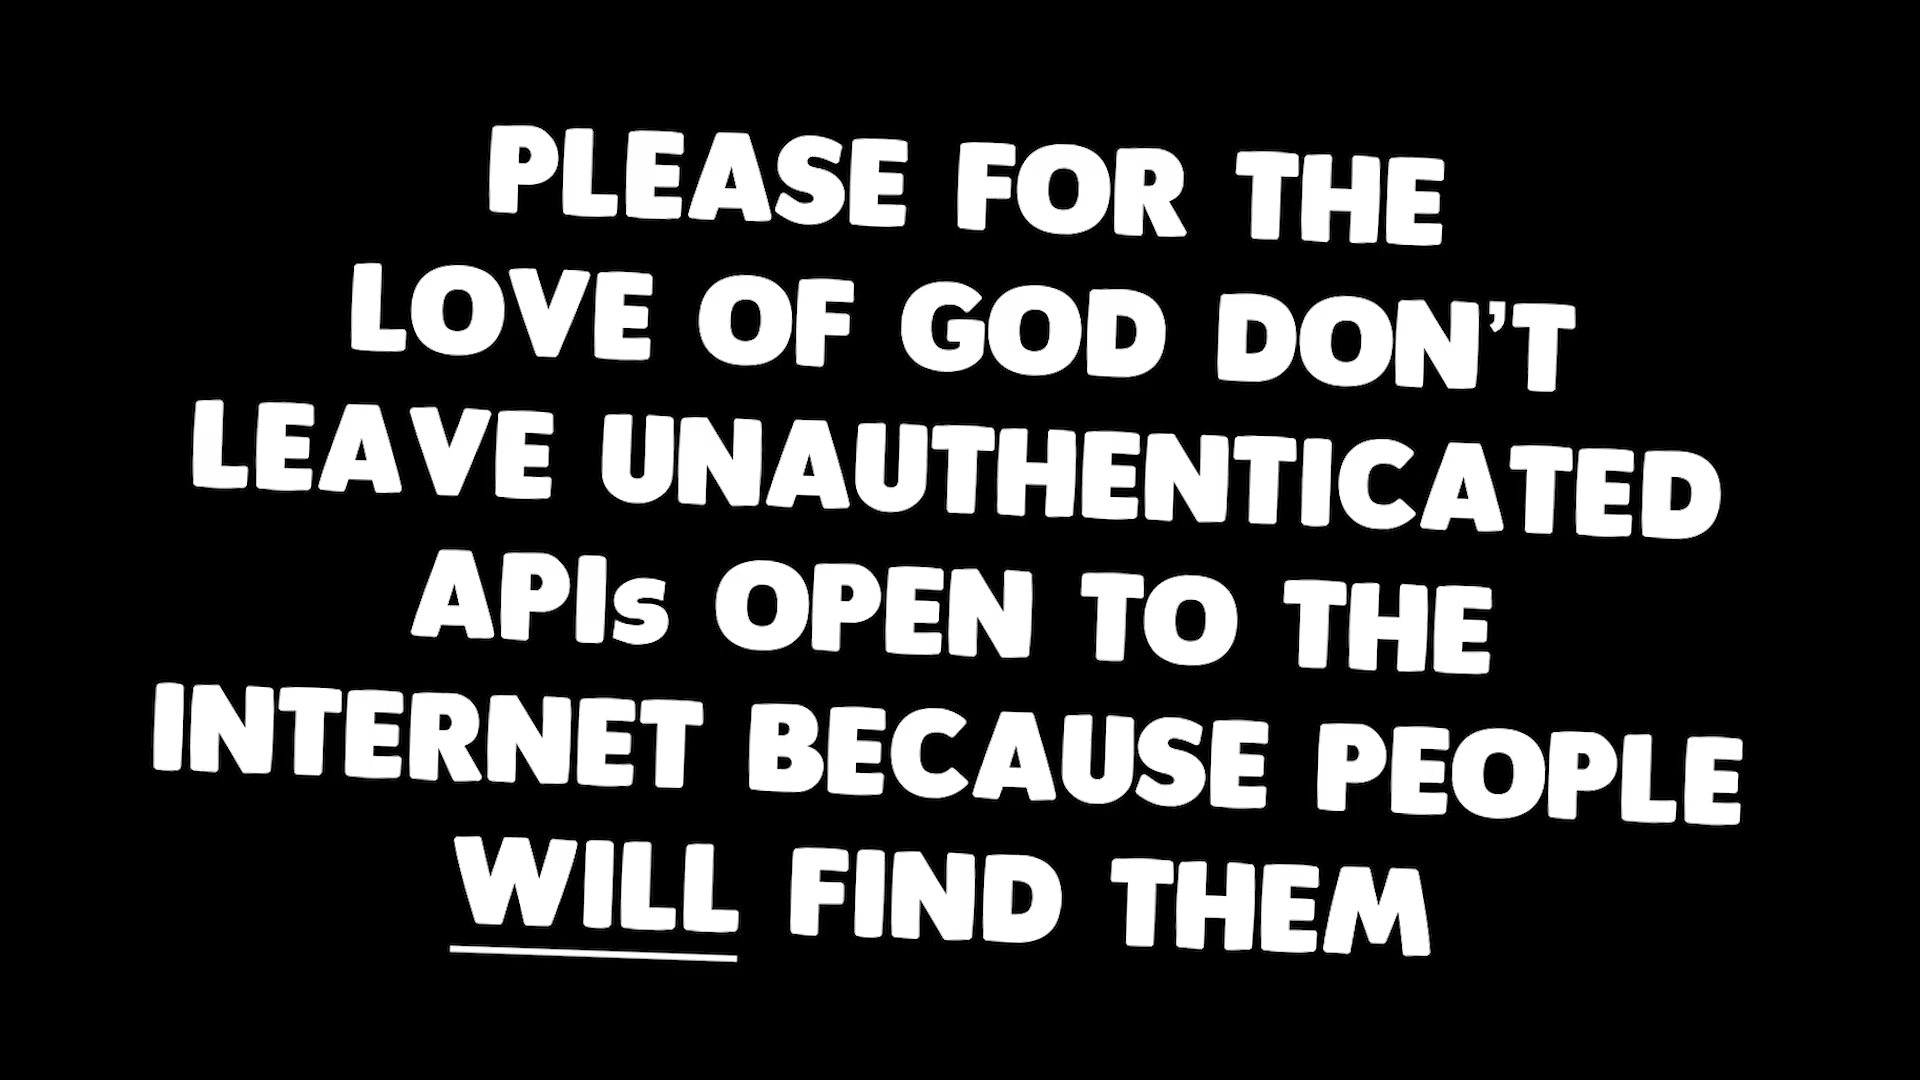 PLEASE FOR THE
LOVE OF GOD DON’T
LEAVE UNAUTHENTICATED
APIs OPEN TO THE
INTERNET BECAUSE PEOPLE
WILL FIND THEM